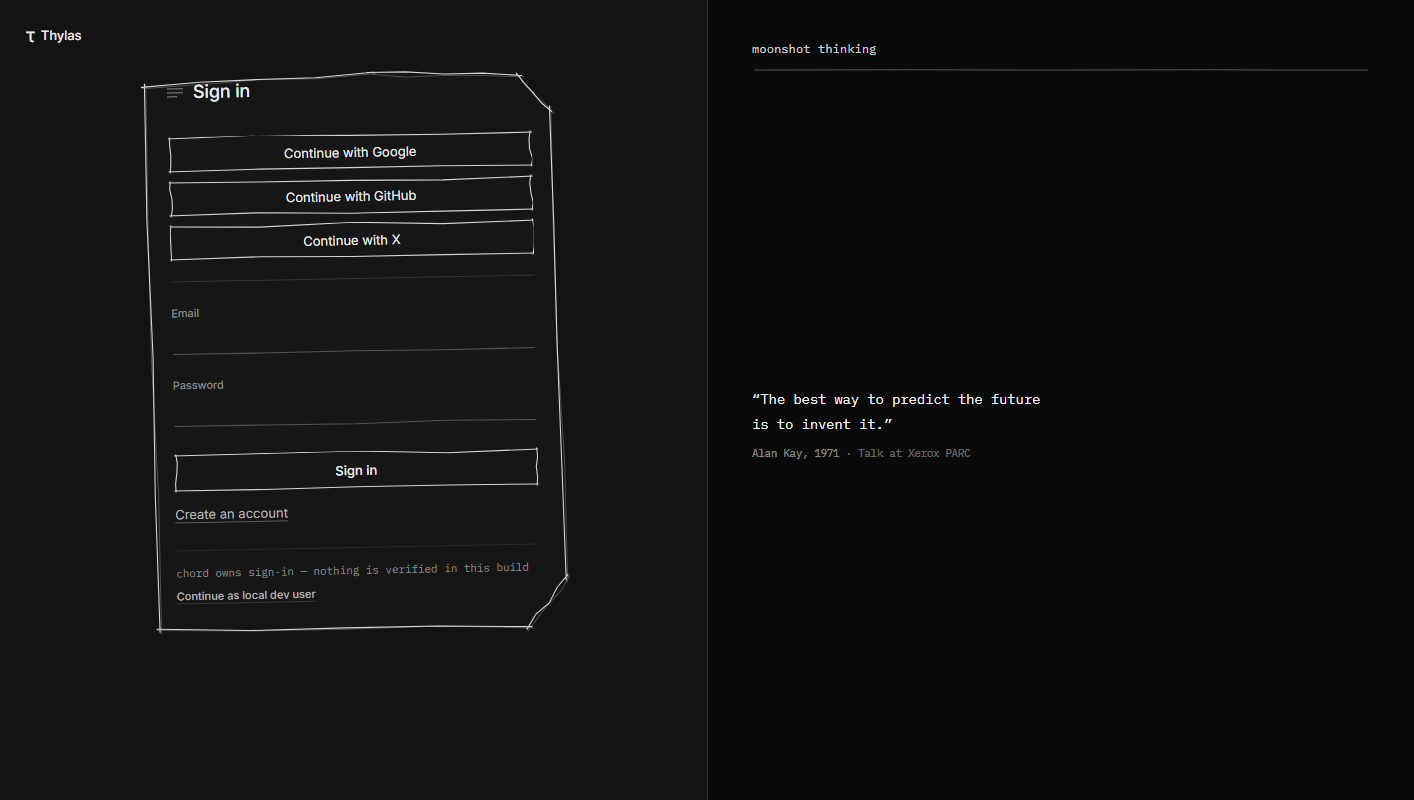 Thylas
Sign in
Continue with Google
Continue with GitHub
Continue with X
Email
Password
Sign in
Create an account
chord owns sign-in — nothing is verified in this build
Continue as local dev user
moonshot thinking
“The best way to predict the future
is to invent it.”
Alan Kay, 1971 · Talk at Xerox PARC